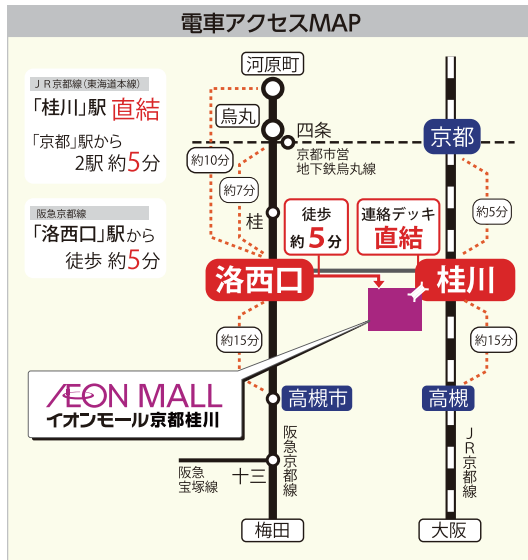 電車アクセスMAP
JR京都線(東海道本線)
「桂川」駅 直結
「京都」駅から
2駅 約5分
阪急京都線
「洛西口」駅から
徒歩 約5分
河原町
烏丸
四条
京都
京都市営
地下鉄烏丸線
約10分
約7分
桂
徒歩
約5分
連絡デッキ
直結
約5分
洛西口
桂川
約15分
約15分
ÆON MALL
イオンモール京都桂川
高槻市
高槻
阪急京都線
JR京都線
阪急
宝塚線
十三
梅田
大阪